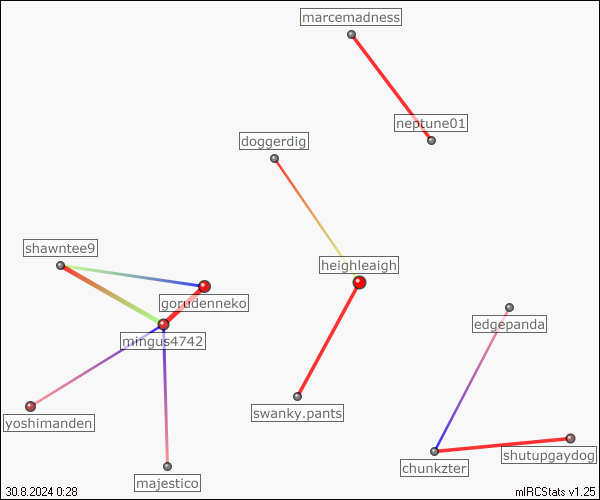 marcemadness
neptune01
doggerdig
shawntee9
heighleaigh
gorudenneko
edgepanda
mingus4742
swanky.pants
yoshimanden
shutupgaydog
chunkzter
majestico
30.8.2024 0:28
mIRCStats v1.25